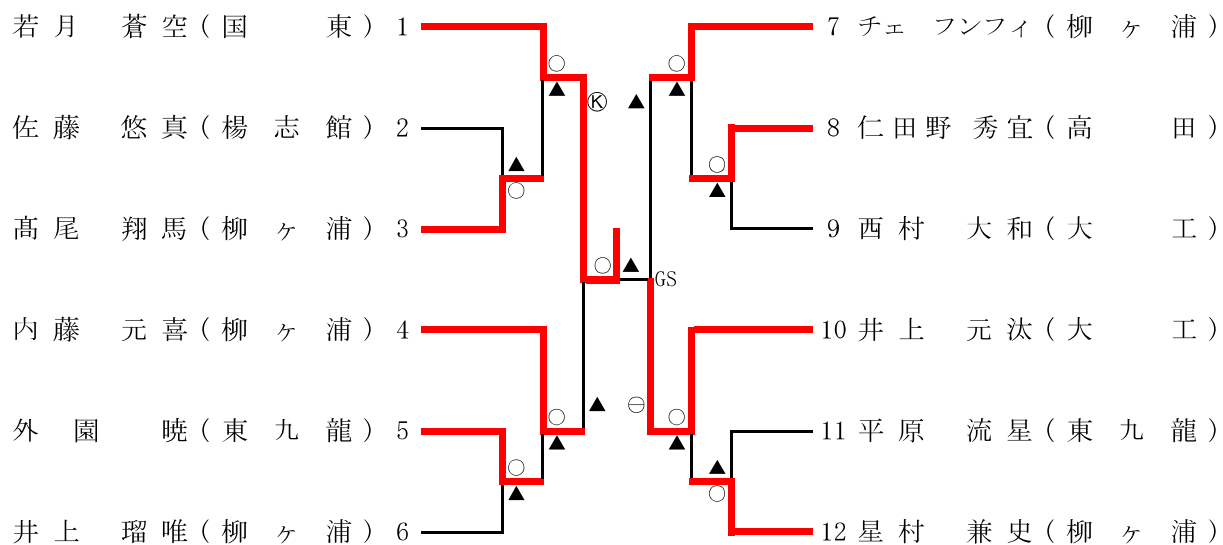 若月 蒼空(国 東) 1
佐藤 悠真(楊志館) 2
髙尾 翔馬(柳ヶ浦) 3
内藤 元喜(柳ヶ浦) 4
外園 暁(東九龍) 5
井上 瑠唯(柳ヶ浦) 6
○
▲
Ⓚ
▲
○
○
▲
▲
○
▲
○
▲
GS
▲
○
▲
○
▲
⊖
○
▲
▲
○
7 チェ フンフィ(柳ヶ浦)
8 仁田野 秀宜(高 田)
9 西村 大和(大 工)
10 井上 元汰(大 工)
11 平原 流星(東九龍)
12 星村 兼史(柳ヶ浦)